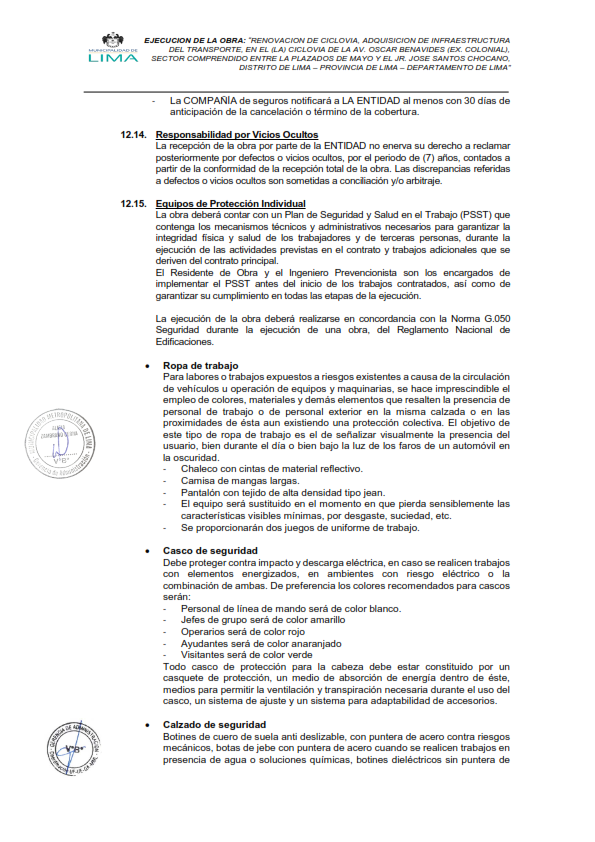 MUNICIPALIDAD DE
LIMA
EJECUCION DE LA OBRA: "RENOVACION DE CICLOVIA, ADQUISICION DE INFRAESTRUCTURA
DEL TRANSPORTE, EN EL (LA) CICLOVIA DE LA AV. OSCAR BENAVIDES (EX. COLONIAL),
SECTOR COMPRENDIDO ENTRE LA PLAZADOS DE MAYO Y EL JR. JOSE SANTOS CHOCANO,
DISTRITO DE LIMA – PROVINCIA DE LIMA – DEPARTAMENTO DE LIMA"
- La COMPAÑÍA de seguros notificará a LA ENTIDAD al menos con 30 días de
anticipación de la cancelación o término de la cobertura.
12.14. Responsabilidad por Vicios Ocultos
La recepción de la obra por parte de la ENTIDAD no enerva su derecho a reclamar
posteriormente por defectos o vicios ocultos, por el periodo de (7) años, contados a
partir de la conformidad de la recepción total de la obra. Las discrepancias referidas
a defectos o vicios ocultos son sometidas a conciliación y/o arbitraje.
12.15. Equipos de Protección Individual
La obra deberá contar con un Plan de Seguridad y Salud en el Trabajo (PSST) que
contenga los mecanismos técnicos y administrativos necesarios para garantizar la
integridad física y salud de los trabajadores y de terceras personas, durante la
ejecución de las actividades previstas en el contrato y trabajos adicionales que se
deriven del contrato principal.
El Residente de Obra y el Ingeniero Prevencionista son los encargados de
implementar el PSST antes del inicio de los trabajos contratados, así como de
garantizar su cumplimiento en todas las etapas de la ejecución.
La ejecución de la obra deberá realizarse en concordancia con la Norma G.050
Seguridad durante la ejecución de una obra, del Reglamento Nacional de
Edificaciones.
• Ropa de trabajo
Para labores o trabajos expuestos a riesgos existentes a causa de la circulación
de vehículos u operación de equipos y maquinarias, se hace imprescindible el
empleo de colores, materiales y demás elementos que resalten la presencia de
personal de trabajo o de personal exterior en la misma calzada o en las
proximidades de ésta aun existiendo una protección colectiva. El objetivo de
este tipo de ropa de trabajo es el de señalizar visualmente la presencia del
usuario, bien durante el día o bien bajo la luz de los faros de un automóvil en
la oscuridad.
- Chaleco con cintas de material reflectivo.
- Camisa de mangas largas.
- Pantalón con tejido de alta densidad tipo jean.
- El equipo será sustituido en el momento en que pierda sensiblemente las
características visibles mínimas, por desgaste, suciedad, etc.
- Se proporcionarán dos juegos de uniforme de trabajo.
• Casco de seguridad
Debe proteger contra impacto y descarga eléctrica, en caso se realicen trabajos
con elementos energizados, en ambientes con riesgo eléctrico o la
combinación de ambas. De preferencia los colores recomendados para cascos
serán:
- Personal de línea de mando será de color blanco.
- Jefes de grupo será de color amarillo
- Operarios será de color rojo
- Ayudantes será de color anaranjado
- Visitantes será de color verde
Todo casco de protección para la cabeza debe estar constituido por un
casquete de protección, un medio de absorción de energía dentro de éste,
medios para permitir la ventilación y transpiración necesaria durante el uso del
casco, un sistema de ajuste y un sistema para adaptabilidad de accesorios.
• Calzado de seguridad
Botines de cuero de suela anti deslizable, con puntera de acero contra riesgos
mecánicos, botas de jebe con puntera de acero cuando se realicen trabajos en
presencia de agua o soluciones químicas, botines dieléctricos sin puntera de
GERENCIA DE ADMINISTRACIÓN
V°B°